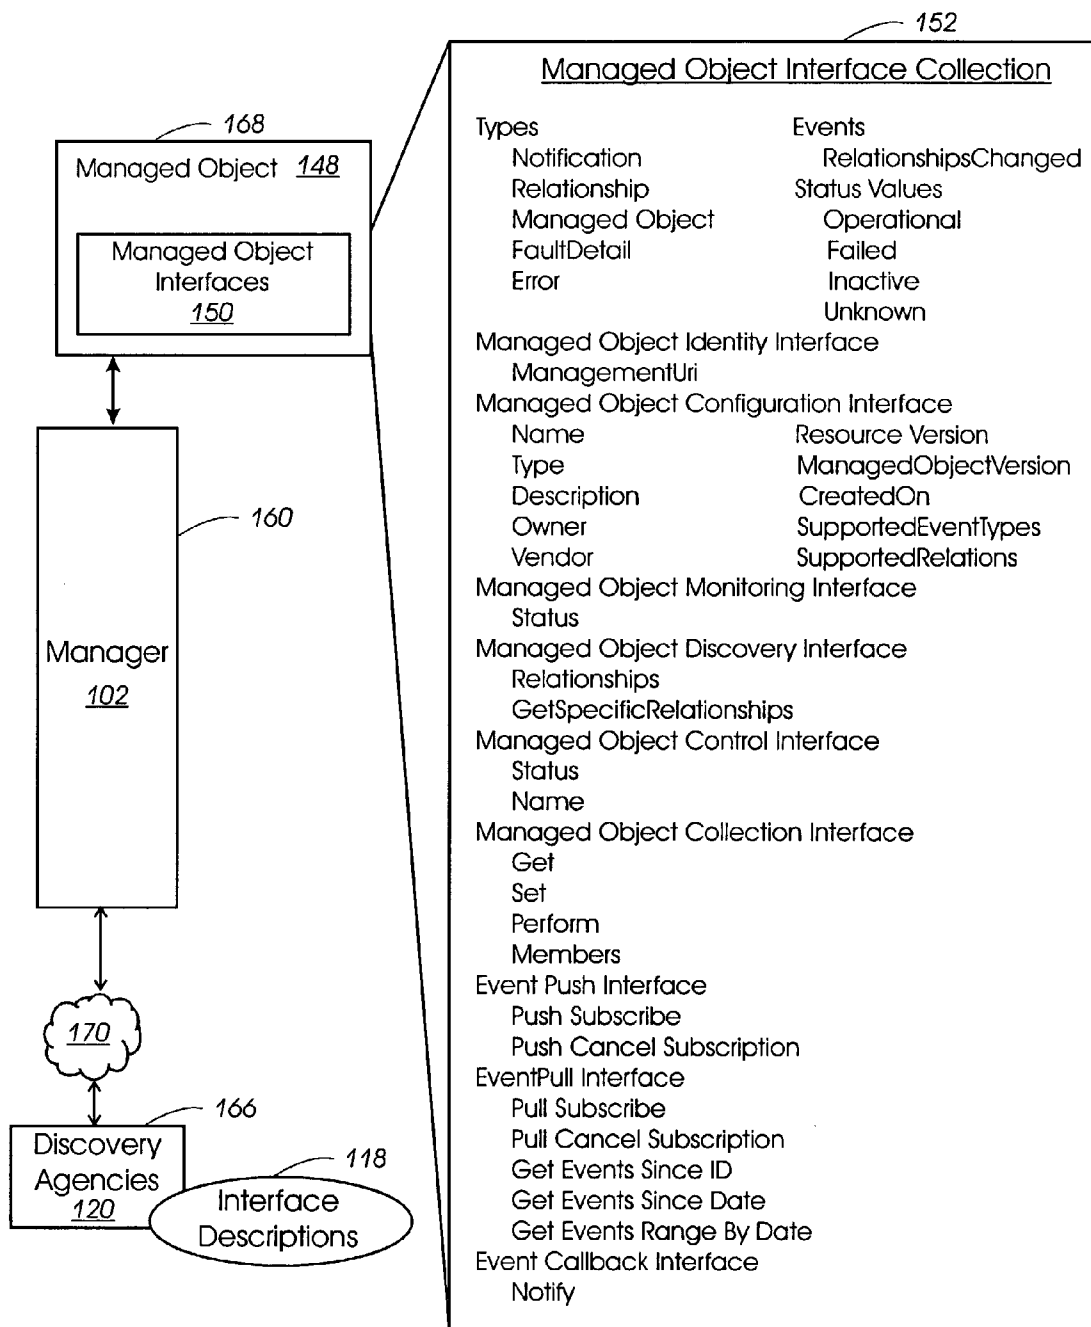 152
Managed Object Interface Collection
168
Managed Object 148
Managed Object
Interfaces
150
160
Manager
102
170
166
Discovery
Agencies
120
118
Interface
Descriptions
Types Events
Notification RelationshipsChanged
Relationship Status Values
Managed Object Operational
FaultDetail Failed
Error Inactive
Unknown
Managed Object Identity Interface
ManagementUri
Managed Object Configuration Interface
Name Resource Version
Type ManagedObjectVersion
Description CreatedOn
Owner SupportedEventTypes
Vendor SupportedRelations
Managed Object Monitoring Interface
Status
Managed Object Discovery Interface
Relationships
GetSpecificRelationships
Managed Object Control Interface
Status
Name
Managed Object Collection Interface
Get
Set
Perform
Members
Event Push Interface
Push Subscribe
Push Cancel Subscription
EventPull Interface
Pull Subscribe
Pull Cancel Subscription
Get Events Since ID
Get Events Since Date
Get Events Range By Date
Event Callback Interface
Notify